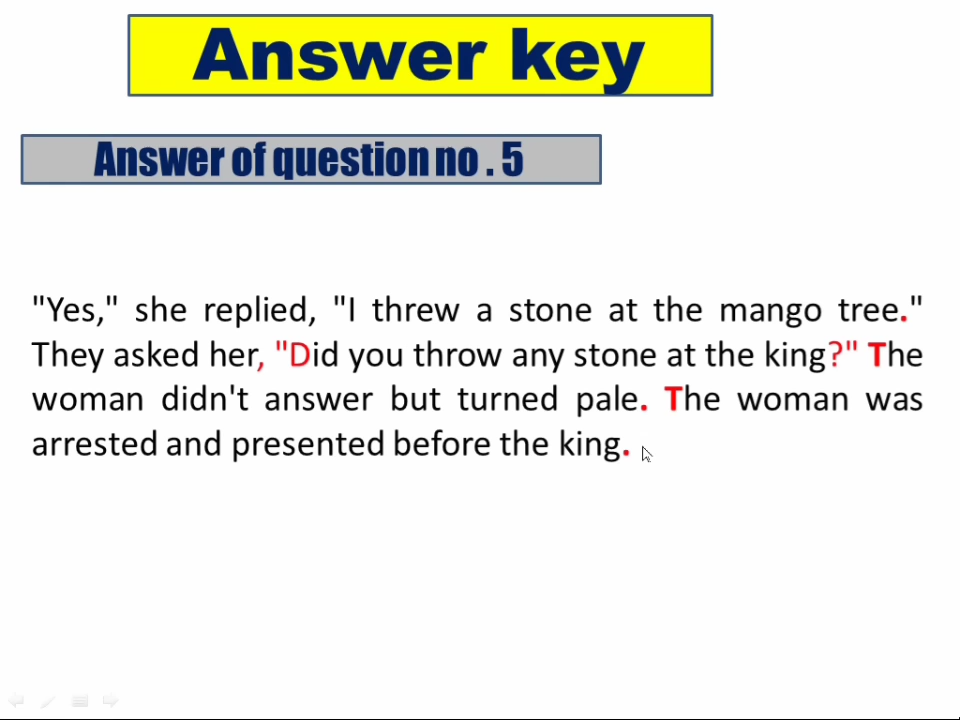 Answer key
Answer of question no . 5
"Yes," she replied, "I threw a stone at the mango tree."
They asked her, "Did you throw any stone at the king?" The
woman didn't answer but turned pale. The woman was
arrested and presented before the king.